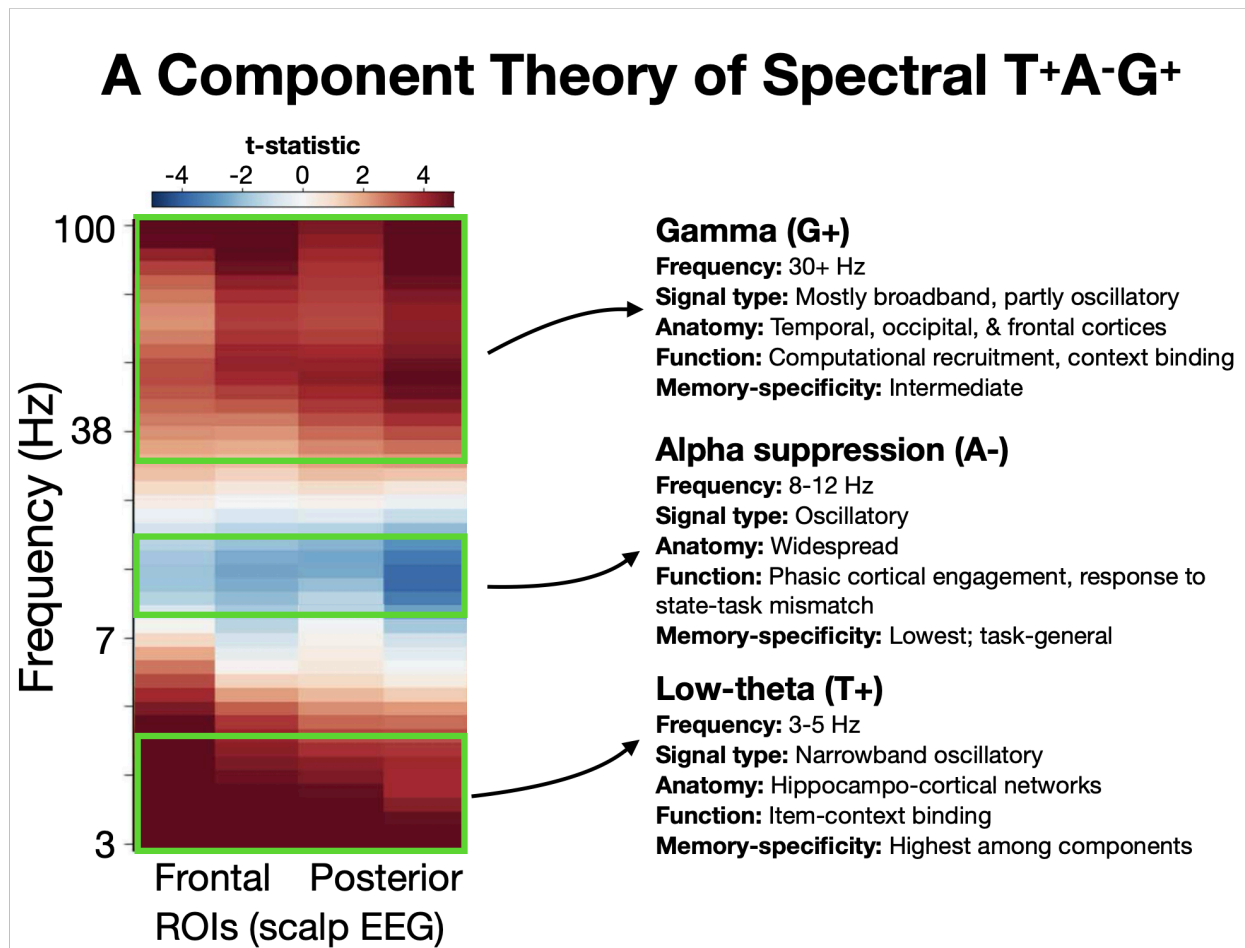 A Component Theory of Spectral T+A-G+
t-statistic
-4 -2 0 2 4
100
38
7
3
Frequency (Hz)
Frontal Posterior
ROIs (scalp EEG)
Gamma (G+)
Frequency: 30+ Hz
Signal type: Mostly broadband, partly oscillatory
Anatomy: Temporal, occipital, & frontal cortices
Function: Computational recruitment, context binding
Memory-specificity: Intermediate
Alpha suppression (A-)
Frequency: 8-12 Hz
Signal type: Oscillatory
Anatomy: Widespread
Function: Phasic cortical engagement, response to
state-task mismatch
Memory-specificity: Lowest; task-general
Low-theta (T+)
Frequency: 3-5 Hz
Signal type: Narrowband oscillatory
Anatomy: Hippocampo-cortical networks
Function: Item-context binding
Memory-specificity: Highest among components